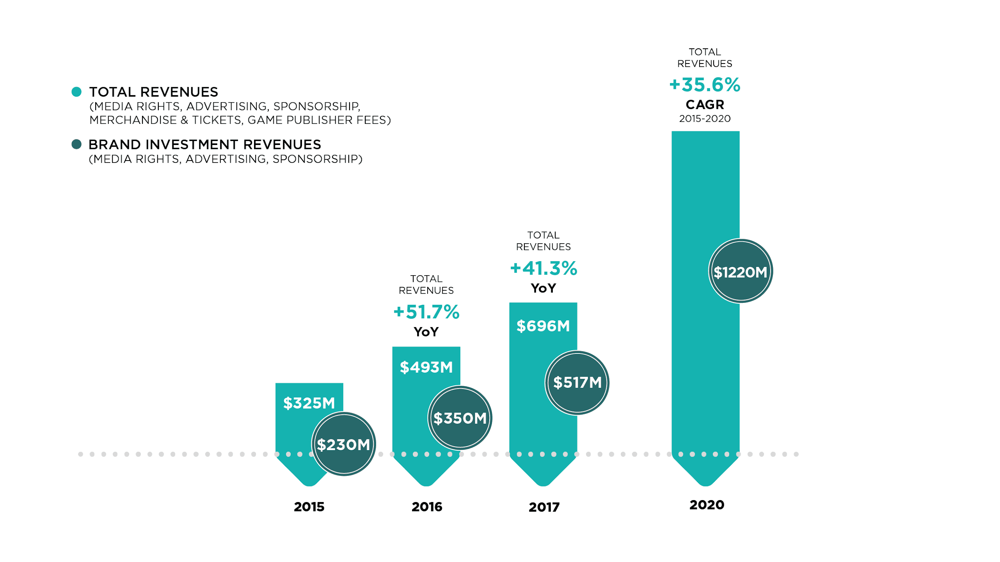 TOTAL REVENUES
(MEDIA RIGHTS, ADVERTISING, SPONSORSHIP,
MERCHANDISE & TICKETS, GAME PUBLISHER FEES)
BRAND INVESTMENT REVENUES
(MEDIA RIGHTS, ADVERTISING, SPONSORSHIP)
$325M
$230M
2015
TOTAL
REVENUES
+51.7%
YoY
$493M
$350M
2016
TOTAL
REVENUES
+41.3%
YoY
$696M
$517M
2017
TOTAL
REVENUES
+35.6%
CAGR
2015-2020
$1220M
2020